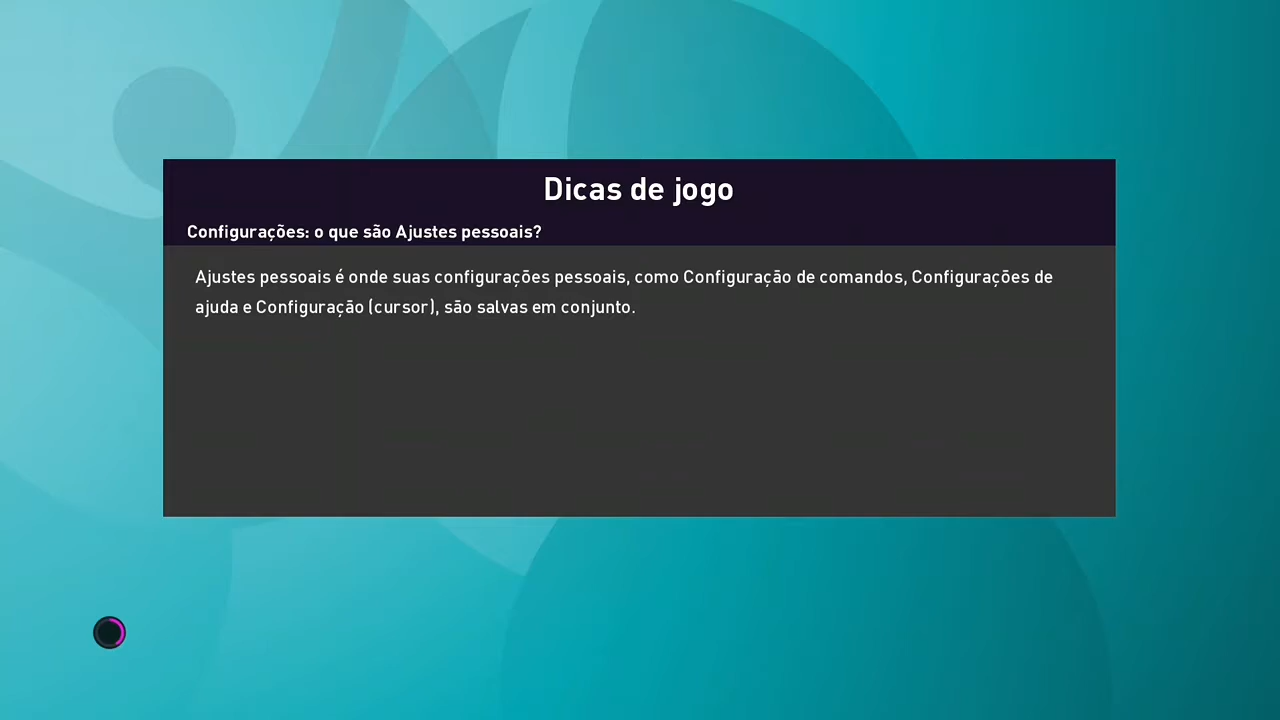 Dicas de jogo
Configurações: o que são Ajustes pessoais?
Ajustes pessoais é onde suas configurações pessoais, como Configuração de comandos, Configurações de
ajuda e Configuração (cursor), são salvas em conjunto.